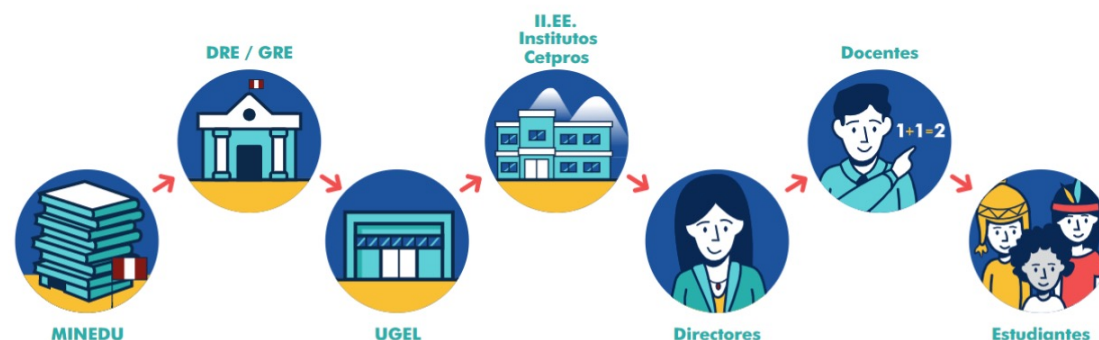 MINEDU
DRE / GRE
UGEL
II.EE.
Institutos
Cetpros
Directores
Docentes
1+1=2
Estudiantes